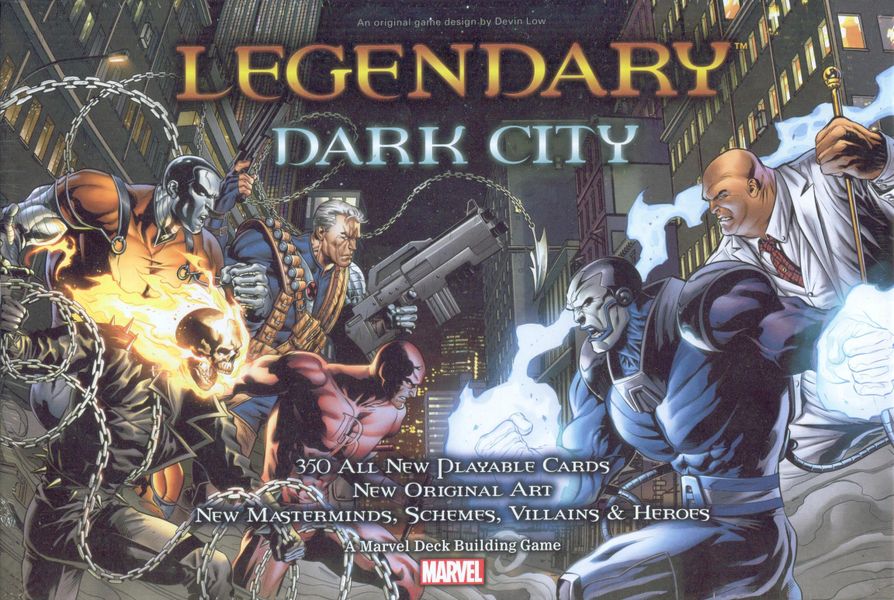 An original game design by Devin Low
LEGENDARY™
DARK CITY
350 All New Playable Cards
New Original Art
New Masterminds, Schemes, Villains & Heroes
A Marvel Deck Building Game
MARVEL